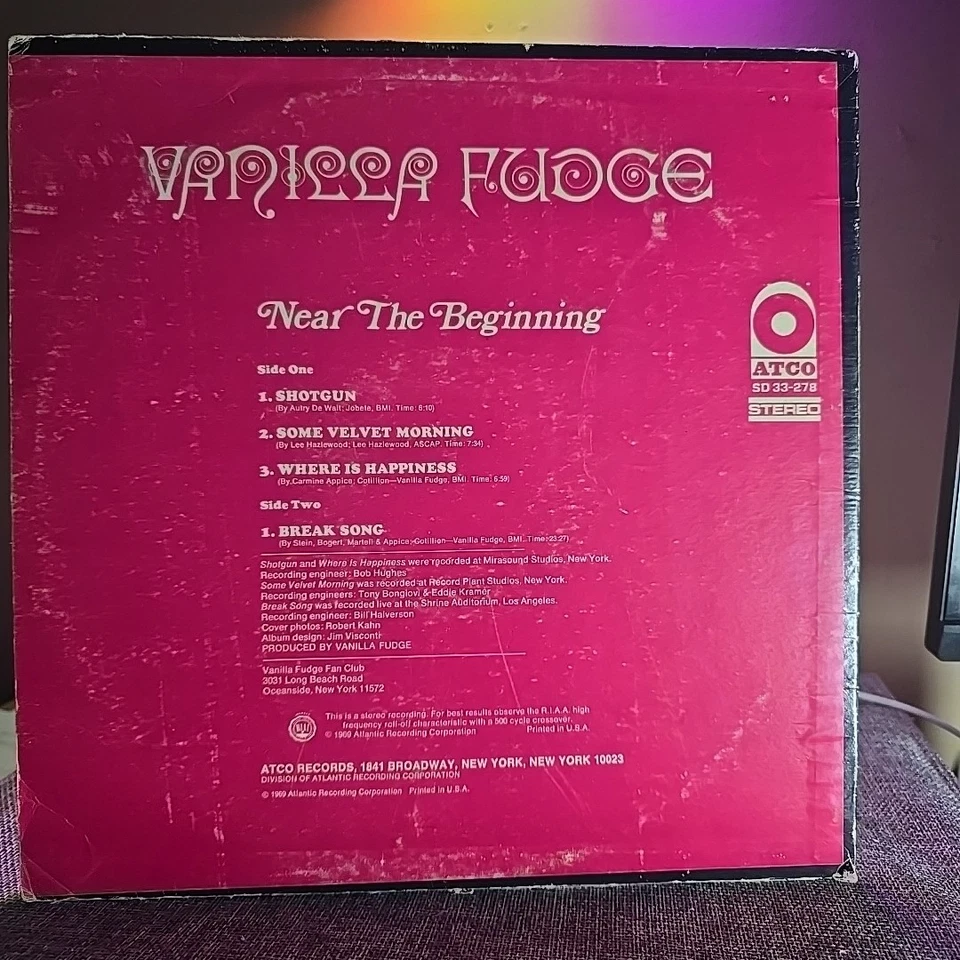 VANILLA FUDGE
Near The Beginning
Side One
1. SHOTGUN
(By Autry De Walt; Jobete, BMI. Time: 6:10)
2. SOME VELVET MORNING
(By Lee Hazlewood; Lee Hazlewood, ASCAP. Time: 7:34)
3. WHERE IS HAPPINESS
(By Carmine Appice; Cotillion—Vanilla Fudge, BMI. Time: 6:59)
Side Two
1. BREAK SONG
(By Stein, Bogert, Martell & Appice; Cotillion—Vanilla Fudge, BMI. Time: 23:27)
Shotgun and Where Is Happiness were recorded at Mirasound Studios, New York.
Recording engineer: Bob Hughes
Some Velvet Morning was recorded at Record Plant Studios, New York.
Recording engineers: Tony Bongiovi & Eddie Kramer
Break Song was recorded live at the Shrine Auditorium, Los Angeles.
Recording engineer: Bill Halverson
Cover photos: Robert Kahn
Album design: Jim Visconti
PRODUCED BY VANILLA FUDGE
Vanilla Fudge Fan Club
3031 Long Beach Road
Oceanside, New York 11572
This is a stereo recording. For best results observe the R.I.A.A. high
frequency roll-off characteristic with a 500 cycle crossover.
© 1969 Atlantic Recording Corporation Printed in U.S.A.
ATCO RECORDS, 1841 BROADWAY, NEW YORK, NEW YORK 10023
DIVISION OF ATLANTIC RECORDING CORPORATION
© 1969 Atlantic Recording Corporation Printed in U.S.A.
ATCO
SD 33-278
STEREO